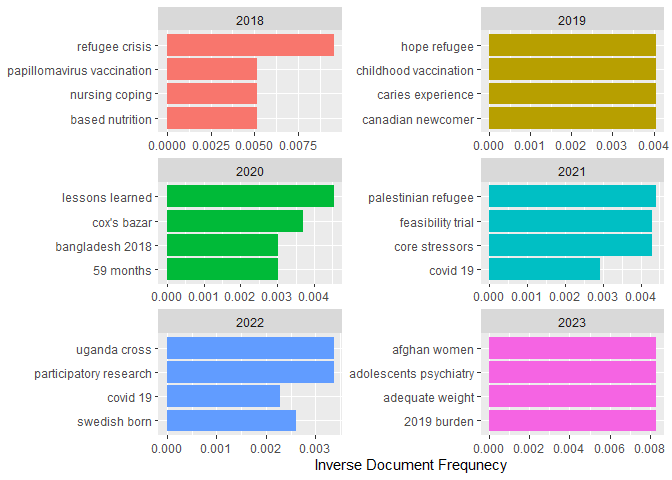 2018
refugee crisis
papillomavirus vaccination
nursing coping
based nutrition
0.0000 0.0025 0.0050 0.0075
2019
hope refugee
childhood vaccination
caries experience
canadian newcomer
0.000 0.001 0.002 0.003 0.004
2020
lessons learned
cox's bazar
bangladesh 2018
59 months
0.000 0.001 0.002 0.003 0.004
2021
palestinian refugee
feasibility trial
core stressors
covid 19
0.000 0.001 0.002 0.003 0.004
2022
uganda cross
participatory research
covid 19
swedish born
0.000 0.001 0.002 0.003
2023
afghan women
adolescents psychiatry
adequate weight
2019 burden
0.000 0.002 0.004 0.006 0.008
Inverse Document Frequnecy